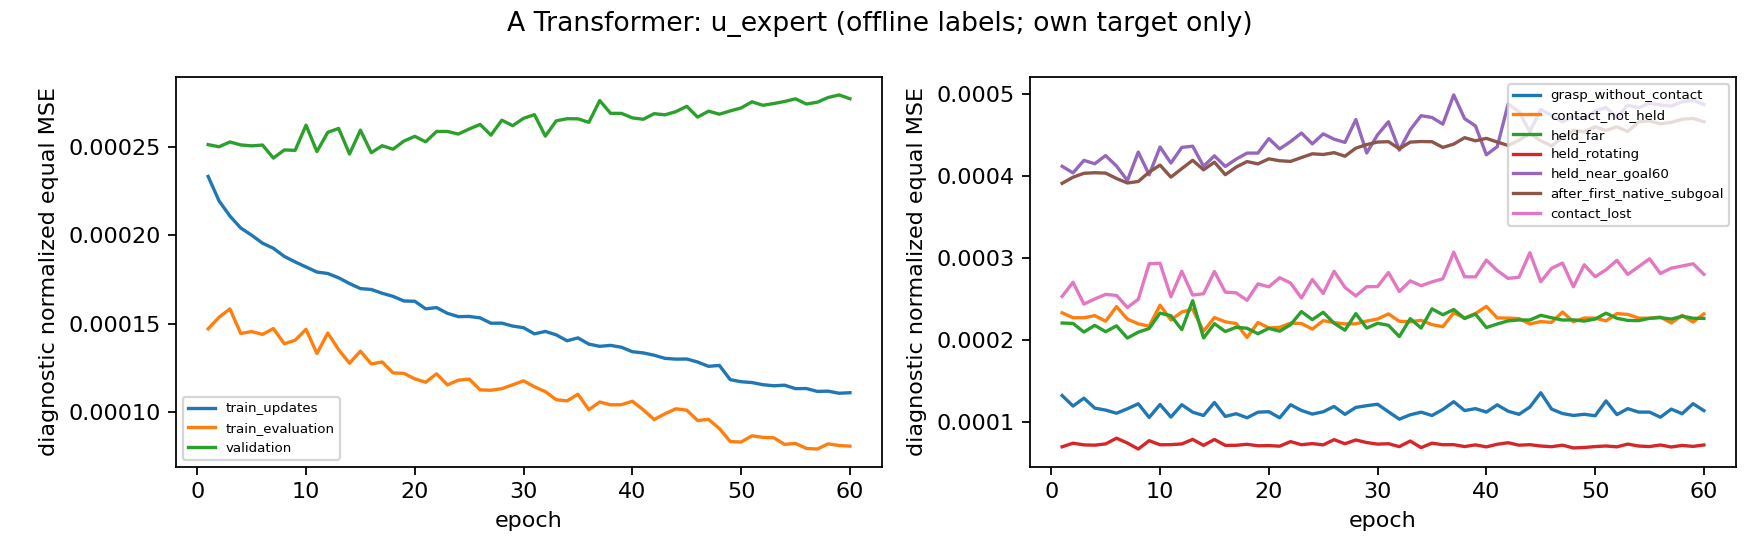 A Transformer: u_expert (offline labels; own target only)
diagnostic normalized equal MSE
0.00025
0.00020
0.00015
0.00010
train_updates
train_evaluation
validation
0
10
20
30
40
50
60
epoch
diagnostic normalized equal MSE
0.0005
0.0004
0.0003
0.0002
0.0001
grasp_without_contact
contact_not_held
held_far
held_rotating
held_near_goal60
after_first_native_subgoal
contact_lost
0
10
20
30
40
50
60
epoch